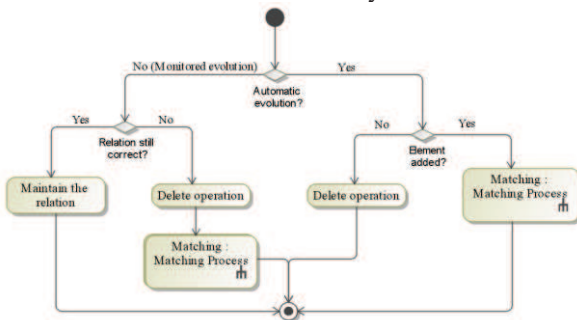 No (Monitored evolution)
Yes
Automatic
evolution?
Yes
No
Relation still
correct?
No
Yes
Element
added?
Maintain the
relation
Delete operation
Delete operation
Matching :
Matching Process
Matching :
Matching Process